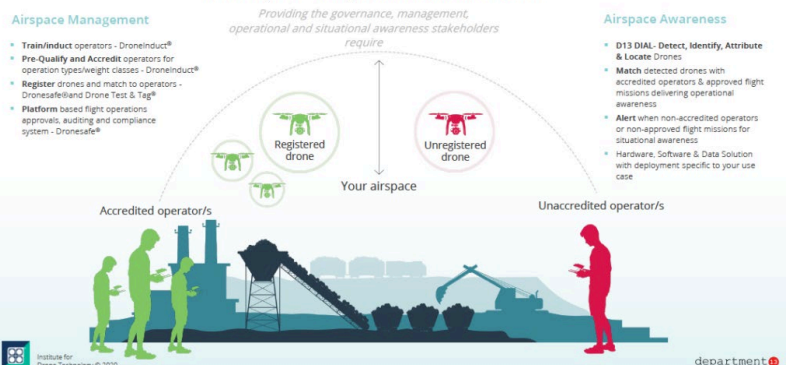 Providing the governance, management,
operational and situational awareness stakeholders
require
Airspace Management
Train/induct operators - DroneInduct®
Pre-Qualify and Accredit operators for
operation types/weight classes - DroneInduct®
Register drones and match to operators -
Dronesafe®and Drone Test & Tag®
Platform based flight operations
approvals, auditing and compliance
system - Dronesafe®
Airspace Awareness
D13 DIAL- Detect, Identify, Attribute
& Locate Drones
Match detected drones with
accredited operators & approved flight
missions delivering operational
awareness
Alert when non-accredited operators
or non-approved flight missions for
situational awareness
Hardware, Software & Data Solution
with deployment specific to your use
case
Registered
drone
Unregistered
drone
Your airspace
Accredited operator/s
Unaccredited operator/s
Institute for
Drone Technology © 2020
department 13